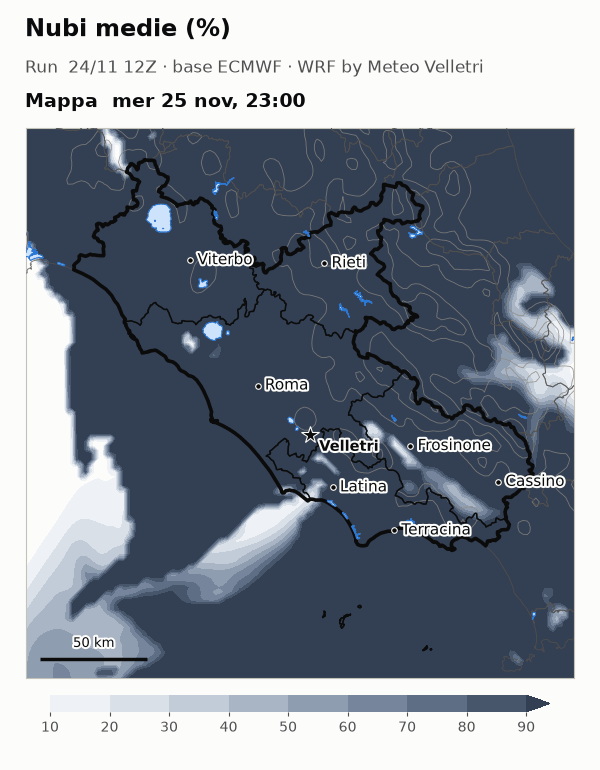 Nubi medie (%)
Run  24/11 12Z · base ECMWF · WRF by Meteo Velletri
Mappa  mer 25 nov, 23:00
Viterbo
Rieti
Roma
Velletri
Frosinone
Latina
Cassino
Terracina
50 km
10 20 30 40 50 60 70 80 90